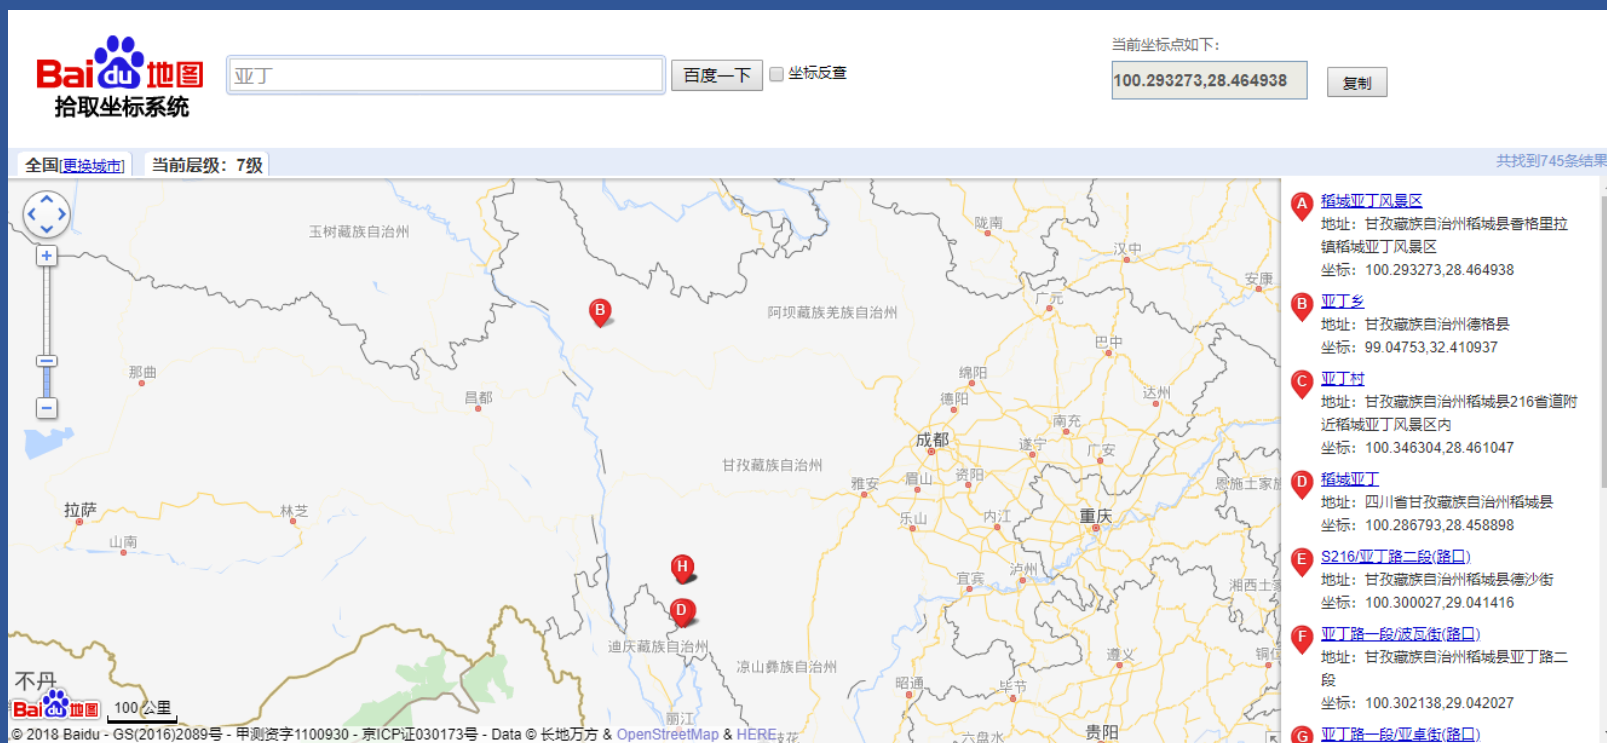 Bai du 地图
拾取坐标系统
亚丁
百度一下
坐标反查
当前坐标点如下：
100.293273,28.464938
复制
全国[更换城市]
当前层级：7级
共找到745条结果
玉树藏族自治州
陇南
汉中
安康
广元
阿坝藏族羌族自治州
巴中
那曲
昌都
绵阳
德阳
达州
南充
成都
遂宁
广安
甘孜藏族自治州
雅安
眉山
资阳
恩施土家族
拉萨
林芝
乐山
内江
重庆
山南
宜宾
泸州
湘西土家
迪庆藏族自治州
凉山彝族自治州
遵义
铜仁
昭通
毕节
不丹
丽江
六盘水
贵阳
B
H
D
Bai du 地图
100 公里
© 2018 Baidu - GS(2016)2089号 - 甲测资字1100930 - 京ICP证030173号 - Data © 长地万方 & OpenStreetMap & HERE
A
稻城亚丁风景区
地址：甘孜藏族自治州稻城县香格里拉
镇稻城亚丁风景区
坐标：100.293273,28.464938
B
亚丁乡
地址：甘孜藏族自治州德格县
坐标：99.04753,32.410937
C
亚丁村
地址：甘孜藏族自治州稻城县216省道附
近稻城亚丁风景区内
坐标：100.346304,28.461047
D
稻城亚丁
地址：四川省甘孜藏族自治州稻城县
坐标：100.286793,28.458898
E
S216/亚丁路二段(路口)
地址：甘孜藏族自治州稻城县德沙街
坐标：100.300027,29.041416
F
亚丁路一段/波瓦街(路口)
地址：甘孜藏族自治州稻城县亚丁路二
段
坐标：100.302138,29.042027
G
亚丁路一段/亚卓街(路口)